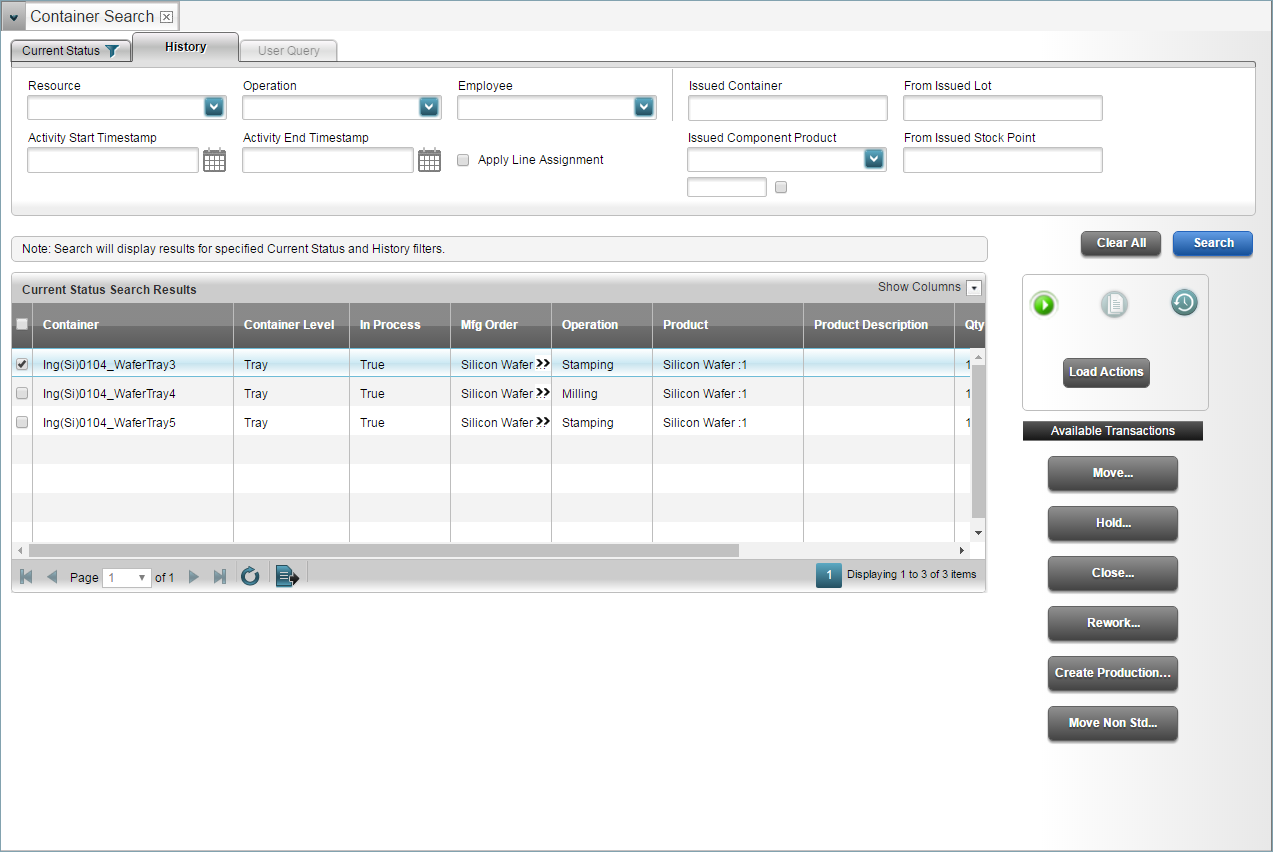 Container Search
Current Status History User Query
Resource Operation Employee Issued Container From Issued Lot
Activity Start Timestamp Activity End Timestamp Issued Component Product From Issued Stock Point
Apply Line Assignment
Note: Search will display results for specified Current Status and History filters.
Clear All Search
Current Status Search Results Show Columns
Container Container Level In Process Mfg Order Operation Product Product Description Qty
Ing(Si)0104_WaferTray3 Tray True Silicon Wafer Stamping Silicon Wafer :1 1
Ing(Si)0104_WaferTray4 Tray True Silicon Wafer Milling Silicon Wafer :1 1
Ing(Si)0104_WaferTray5 Tray True Silicon Wafer Stamping Silicon Wafer :1 1
Page 1 of 1 1 Displaying 1 to 3 of 3 items
Load Actions
Available Transactions
Move...
Hold...
Close...
Rework...
Create Production...
Move Non Std...